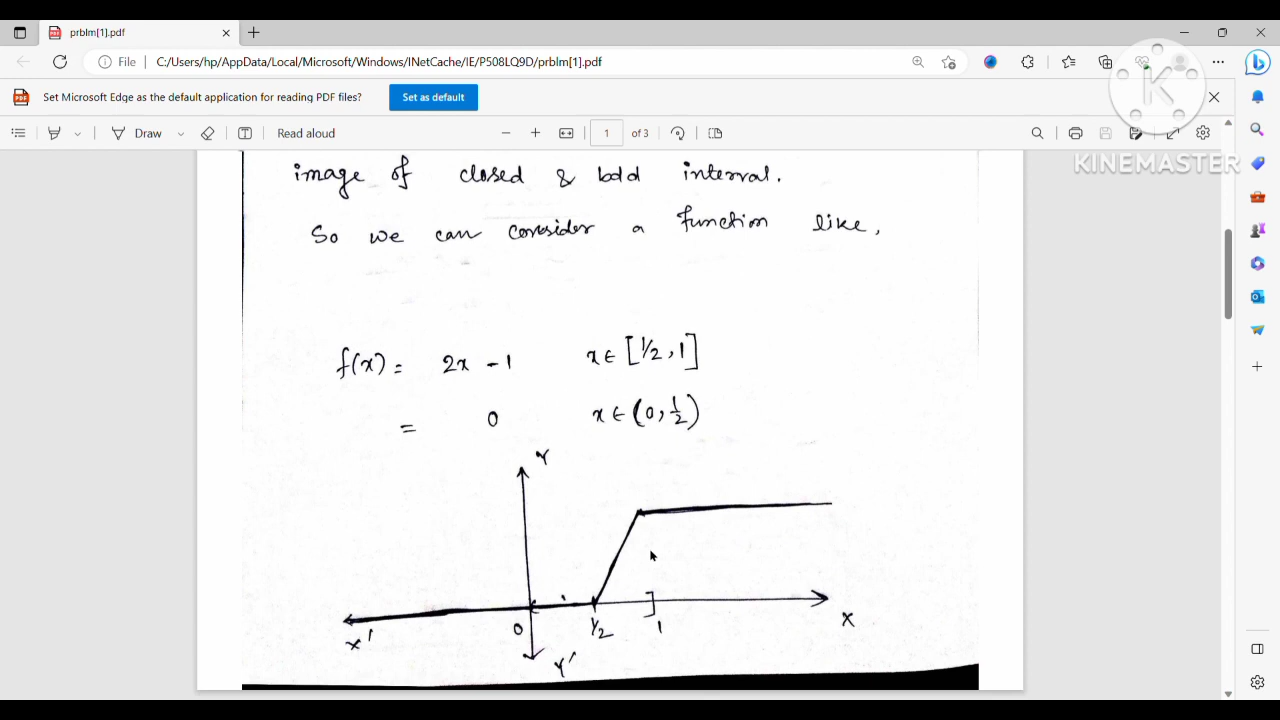 prblm[1].pdf
File C:/Users/hp/AppData/Local/Microsoft/Windows/INetCache/IE/P508LQ9D/prblm[1].pdf
Set Microsoft Edge as the default application for reading PDF files? Set as default
Draw Read aloud 1 of 3
KINEMASTER
image of closed & bdd interval.
So we can consider a function like,
f(x) = 2x - 1 x ∈ [1/2, 1]
= 0 x ∈ (0, 1/2)
Y
0 1/2 1 X
X'
Y'